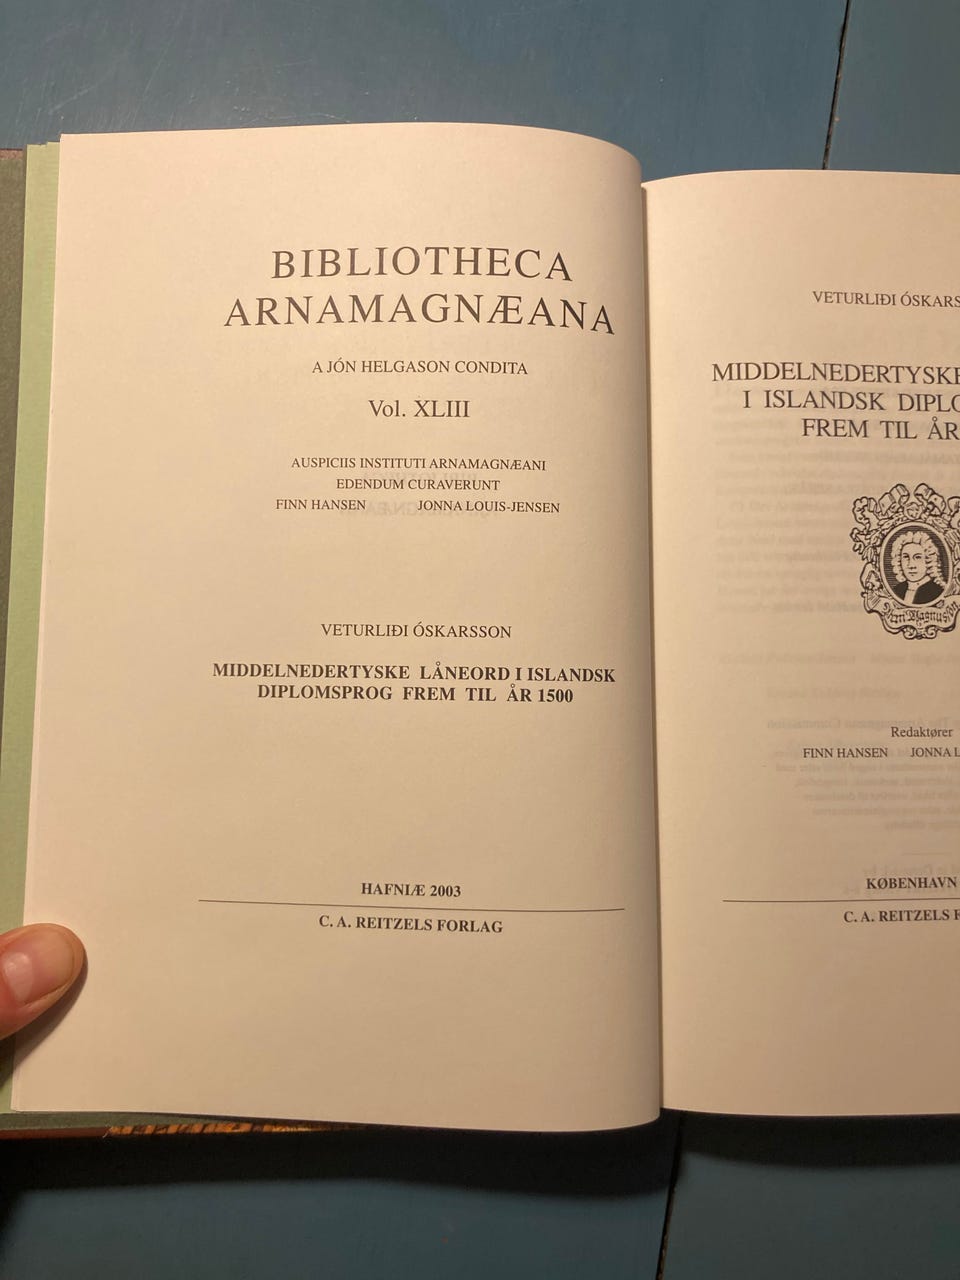 BIBLIOTHECA
ARNAMAGNÆANA
A JÓN HELGASON CONDITA
Vol. XLIII
AUSPICIIS INSTITUTI ARNAMAGNÆANI
EDENDUM CURAVERUNT
FINN HANSEN JONNA LOUIS-JENSEN
VETURLIÐI ÓSKARSSON
MIDDELNEDERTYSKE LÅNEORD I ISLANDSK
DIPLOMSPROG FREM TIL ÅR 1500
HAFNIÆ 2003
C. A. REITZELS FORLAG
VETURLIÐI ÓSKARS
MIDDELNEDERTYSKE
I ISLANDSK DIPLO
FREM TIL ÅR
Redaktører
FINN HANSEN JONNA L
KØBENHAVN
C. A. REITZELS F